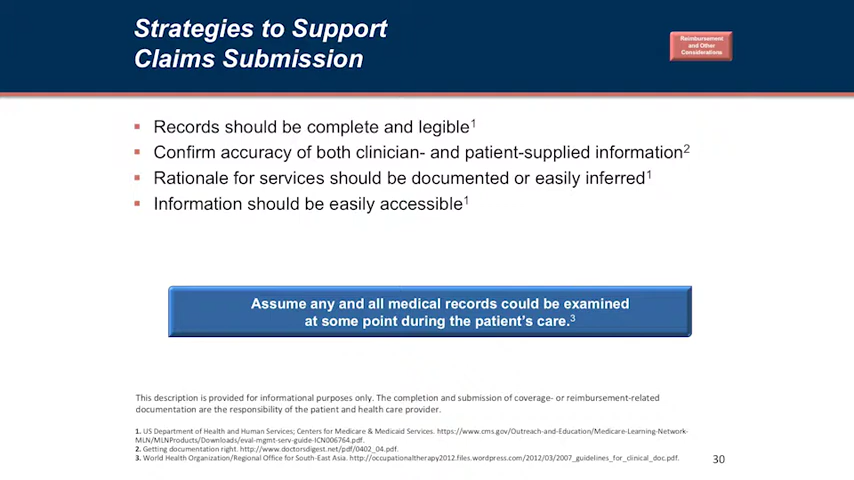 Strategies to Support
Claims Submission
Reimbursement
and Other
Considerations
▪ Records should be complete and legible¹
▪ Confirm accuracy of both clinician- and patient-supplied information²
▪ Rationale for services should be documented or easily inferred¹
▪ Information should be easily accessible¹
Assume any and all medical records could be examined
at some point during the patient’s care.³
This description is provided for informational purposes only. The completion and submission of coverage- or reimbursement-related
documentation are the responsibility of the patient and health care provider.
1. US Department of Health and Human Services; Centers for Medicare & Medicaid Services. https://www.cms.gov/Outreach-and-Education/Medicare-Learning-Network-
MLN/MLNProducts/Downloads/eval-mgmt-serv-guide-ICN006764.pdf.
2. Getting documentation right. http://www.doctorsdigest.net/pdf/0402_04.pdf.
3. World Health Organization/Regional Office for South-East Asia. http://occupationaltherapy2012.files.wordpress.com/2012/03/2007_guidelines_for_clinical_doc.pdf.
30